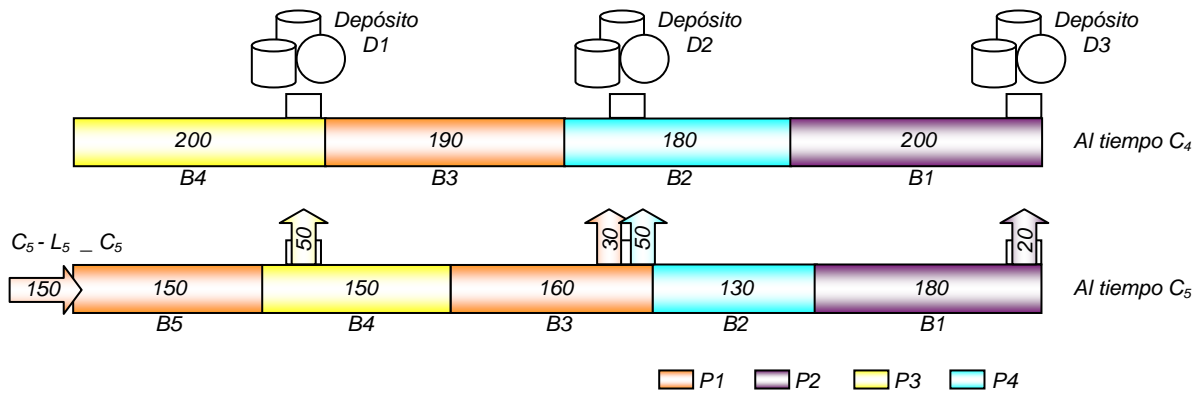 Depósito D1
Depósito D2
Depósito D3
200 190 180 200 Al tiempo C4
B4 B3 B2 B1
C5 - L5 _ C5
50 30 50 20
150 150 150 160 130 180 Al tiempo C5
B5 B4 B3 B2 B1
P1 P2 P3 P4